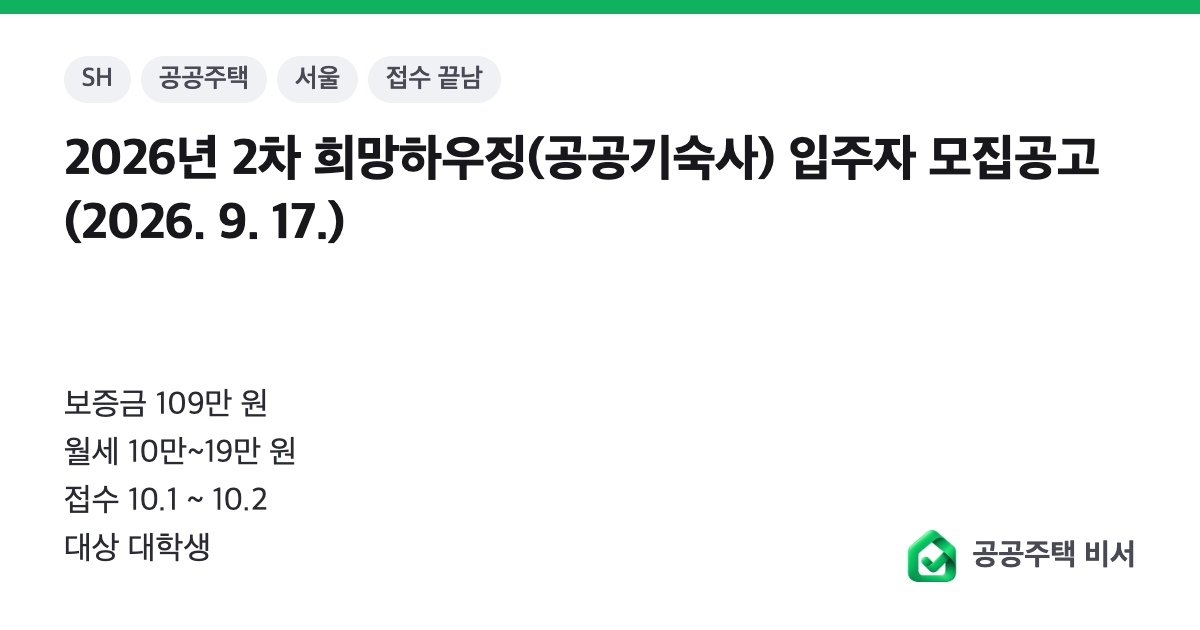 SH 공공주택 서울 접수 끝남
2026년 2차 희망하우징(공공기숙사) 입주자 모집공고
(2026. 9. 17.)
보증금 109만 원
월세 10만~19만 원
접수 10.1 ~ 10.2
대상 대학생
공공주택 비서